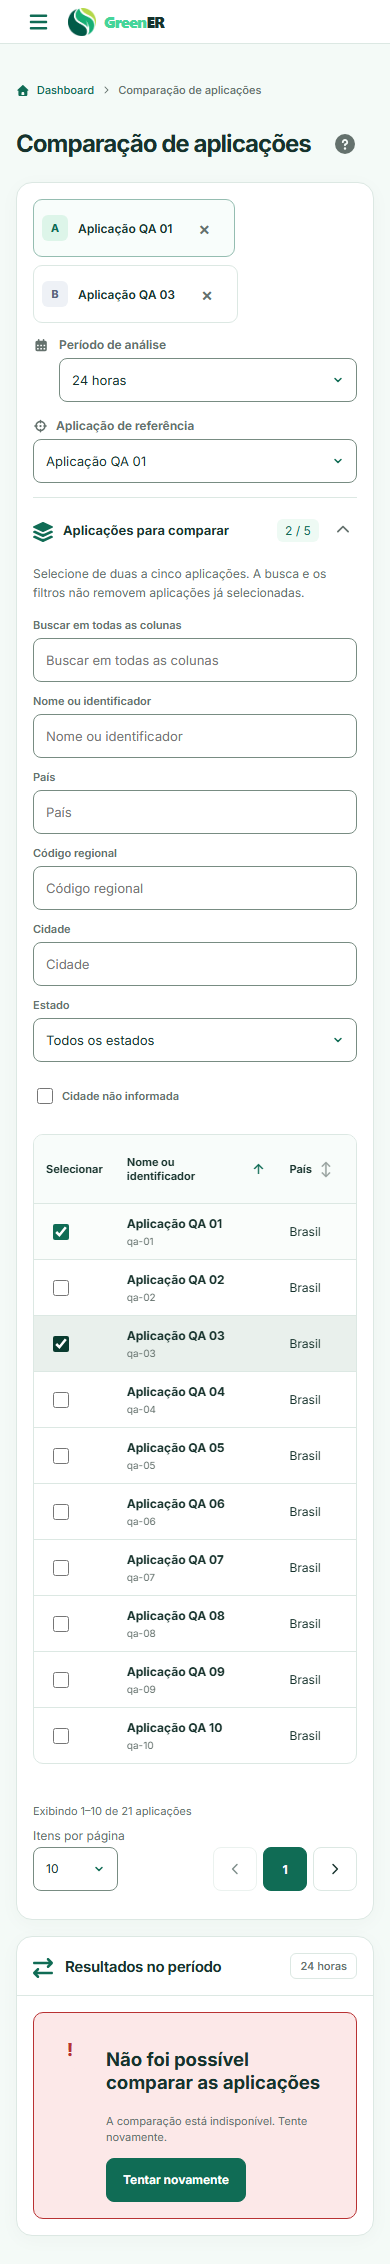 GreenER
Dashboard > Comparação de aplicações
Comparação de aplicações ?
A Aplicação QA 01 ×
B Aplicação QA 03 ×
Período de análise
24 horas
Aplicação de referência
Aplicação QA 01
Aplicações para comparar 2 / 5
Selecione de duas a cinco aplicações. A busca e os
filtros não removem aplicações já selecionadas.
Buscar em todas as colunas
Buscar em todas as colunas
Nome ou identificador
Nome ou identificador
País
País
Código regional
Código regional
Cidade
Cidade
Estado
Todos os estados
Cidade não informada
Selecionar Nome ou identificador País
Aplicação QA 01 Brasil
qa-01
Aplicação QA 02 Brasil
qa-02
Aplicação QA 03 Brasil
qa-03
Aplicação QA 04 Brasil
qa-04
Aplicação QA 05 Brasil
qa-05
Aplicação QA 06 Brasil
qa-06
Aplicação QA 07 Brasil
qa-07
Aplicação QA 08 Brasil
qa-08
Aplicação QA 09 Brasil
qa-09
Aplicação QA 10 Brasil
qa-10
Exibindo 1–10 de 21 aplicações
Itens por página
10 1
Resultados no período 24 horas
! Não foi possível
comparar as aplicações
A comparação está indisponível. Tente
novamente.
Tentar novamente